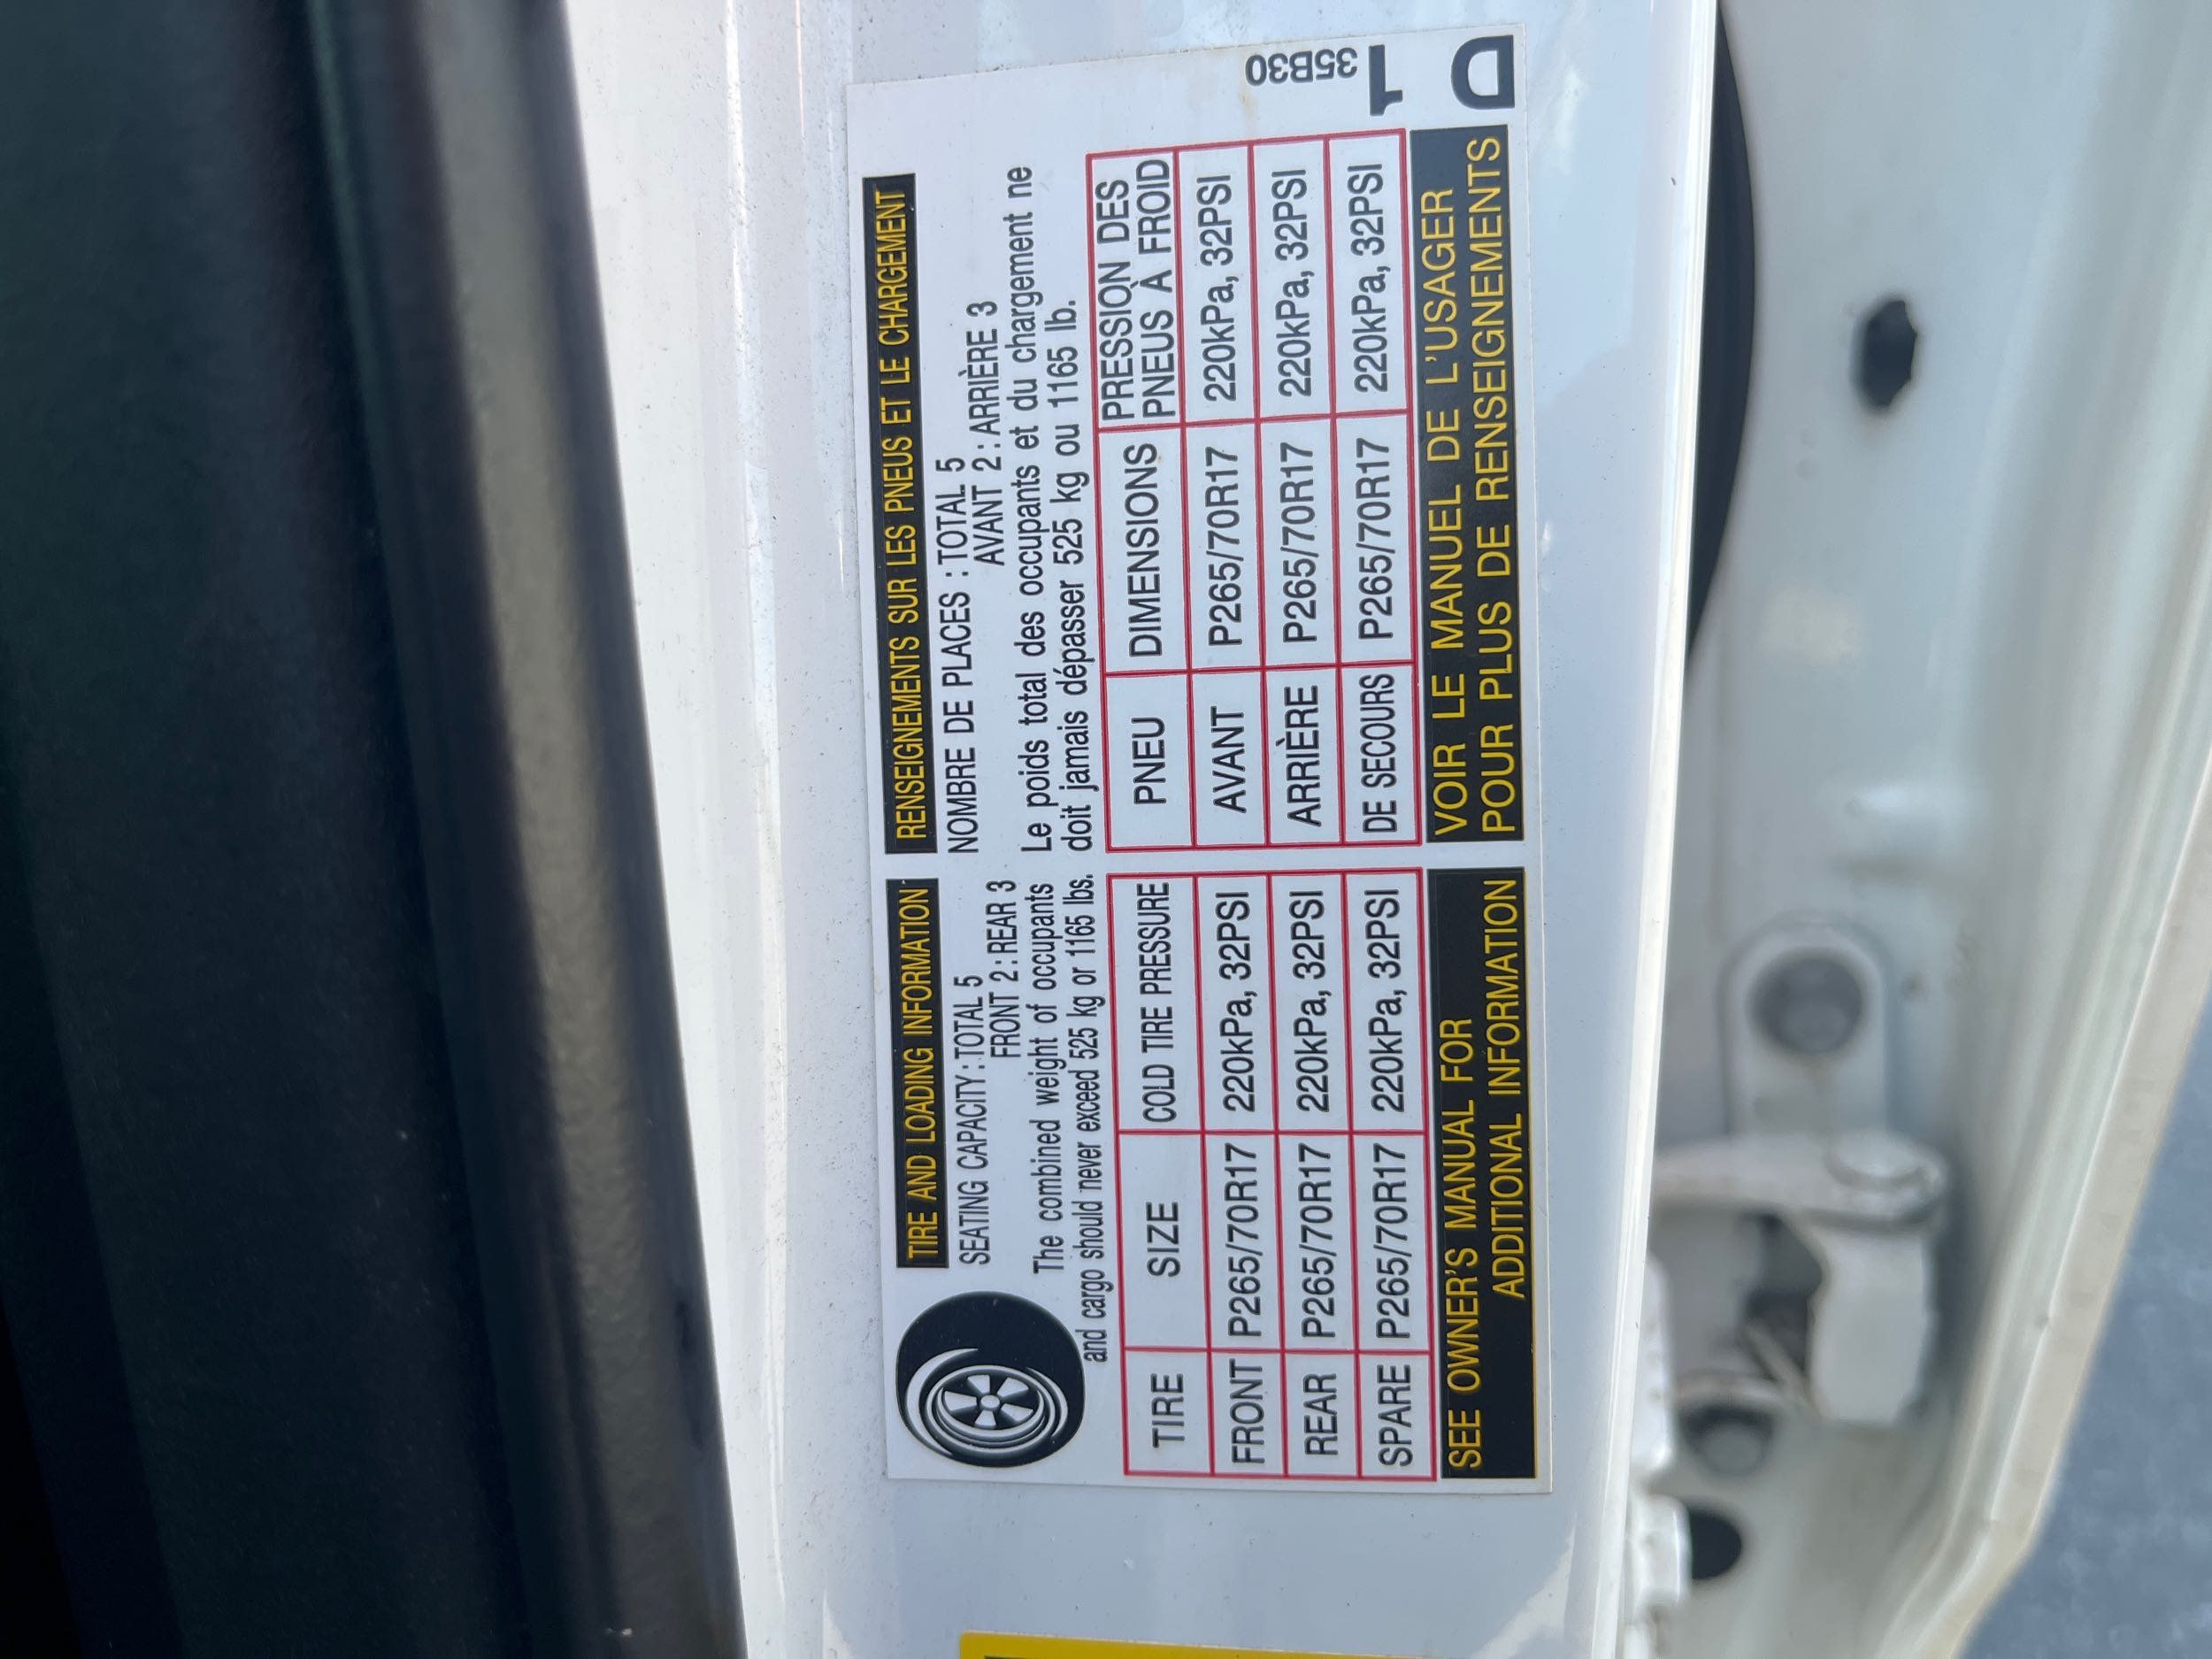 TIRE AND LOADING INFORMATION
SEATING CAPACITY : TOTAL 5
FRONT 2 : REAR 3
The combined weight of occupants
and cargo should never exceed 525 kg or 1165 lbs.
TIRE SIZE COLD TIRE PRESSURE
FRONT P265/70R17 220kPa, 32PSI
REAR P265/70R17 220kPa, 32PSI
SPARE P265/70R17 220kPa, 32PSI
SEE OWNER'S MANUAL FOR
ADDITIONAL INFORMATION
RENSEIGNEMENTS SUR LES PNEUS ET LE CHARGEMENT
NOMBRE DE PLACES : TOTAL 5
AVANT 2 : ARRIÈRE 3
Le poids total des occupants et du chargement ne
doit jamais dépasser 525 kg ou 1165 lb.
PNEU DIMENSIONS PRESSION DES
PNEUS À FROID
AVANT P265/70R17 220kPa, 32PSI
ARRIÈRE P265/70R17 220kPa, 32PSI
DE SECOURS P265/70R17 220kPa, 32PSI
VOIR LE MANUEL DE L'USAGER
POUR PLUS DE RENSEIGNEMENTS
35B30
1
D